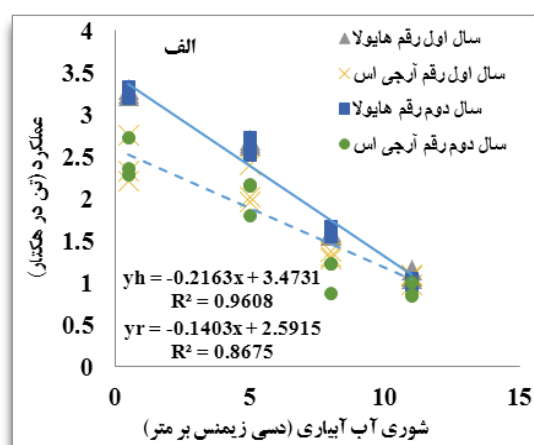 الف
سال اول رقم هایولا
سال اول رقم آرجی اس
سال دوم رقم هایولا
سال دوم رقم آرجی اس
عملکرد (تن در هکتار)
4
3.5
3
2.5
2
1.5
1
0.5
0
yh = -0.2163x + 3.4731
R² = 0.9608
yr = -0.1403x + 2.5915
R² = 0.8675
0 5 10 15
شوری آب آبیاری (دسی زیمنس بر متر)